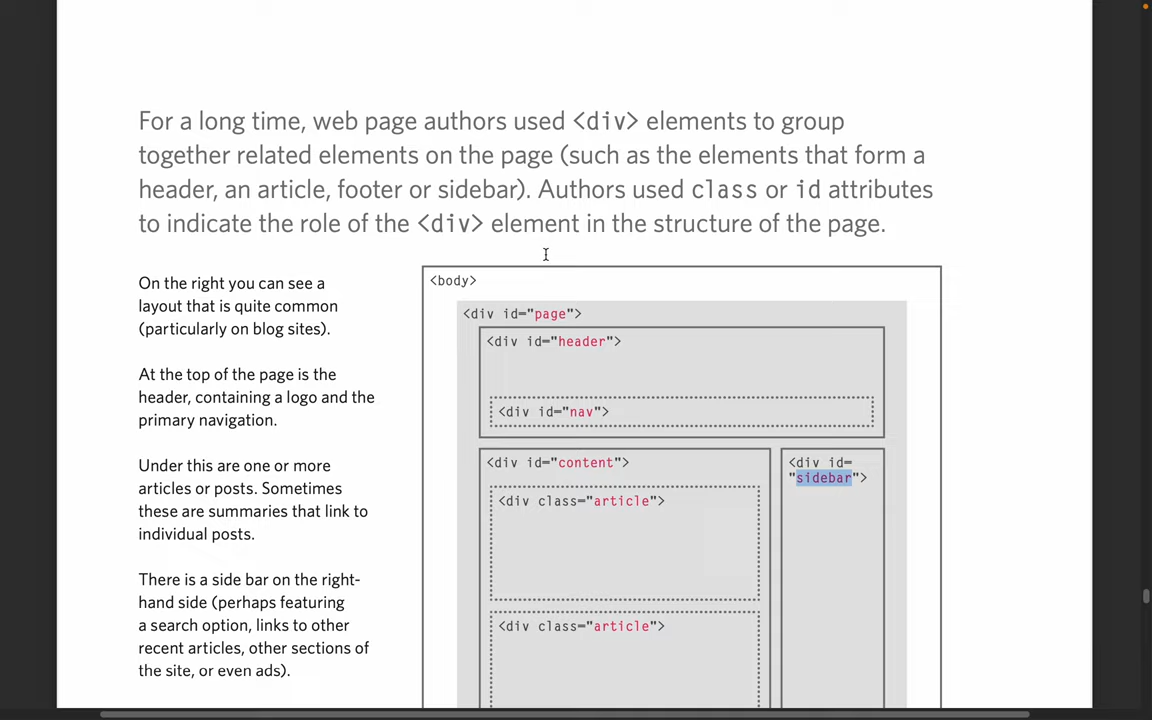 For a long time, web page authors used <div> elements to group
together related elements on the page (such as the elements that form a
header, an article, footer or sidebar). Authors used class or id attributes
to indicate the role of the <div> element in the structure of the page.
On the right you can see a
layout that is quite common
(particularly on blog sites).
At the top of the page is the
header, containing a logo and the
primary navigation.
Under this are one or more
articles or posts. Sometimes
these are summaries that link to
individual posts.
There is a side bar on the right-
hand side (perhaps featuring
a search option, links to other
recent articles, other sections of
the site, or even ads).
<body>
<div id="page">
<div id="header">
<div id="nav">
<div id="content">
<div class="article">
<div class="article">
<div id=
"sidebar">